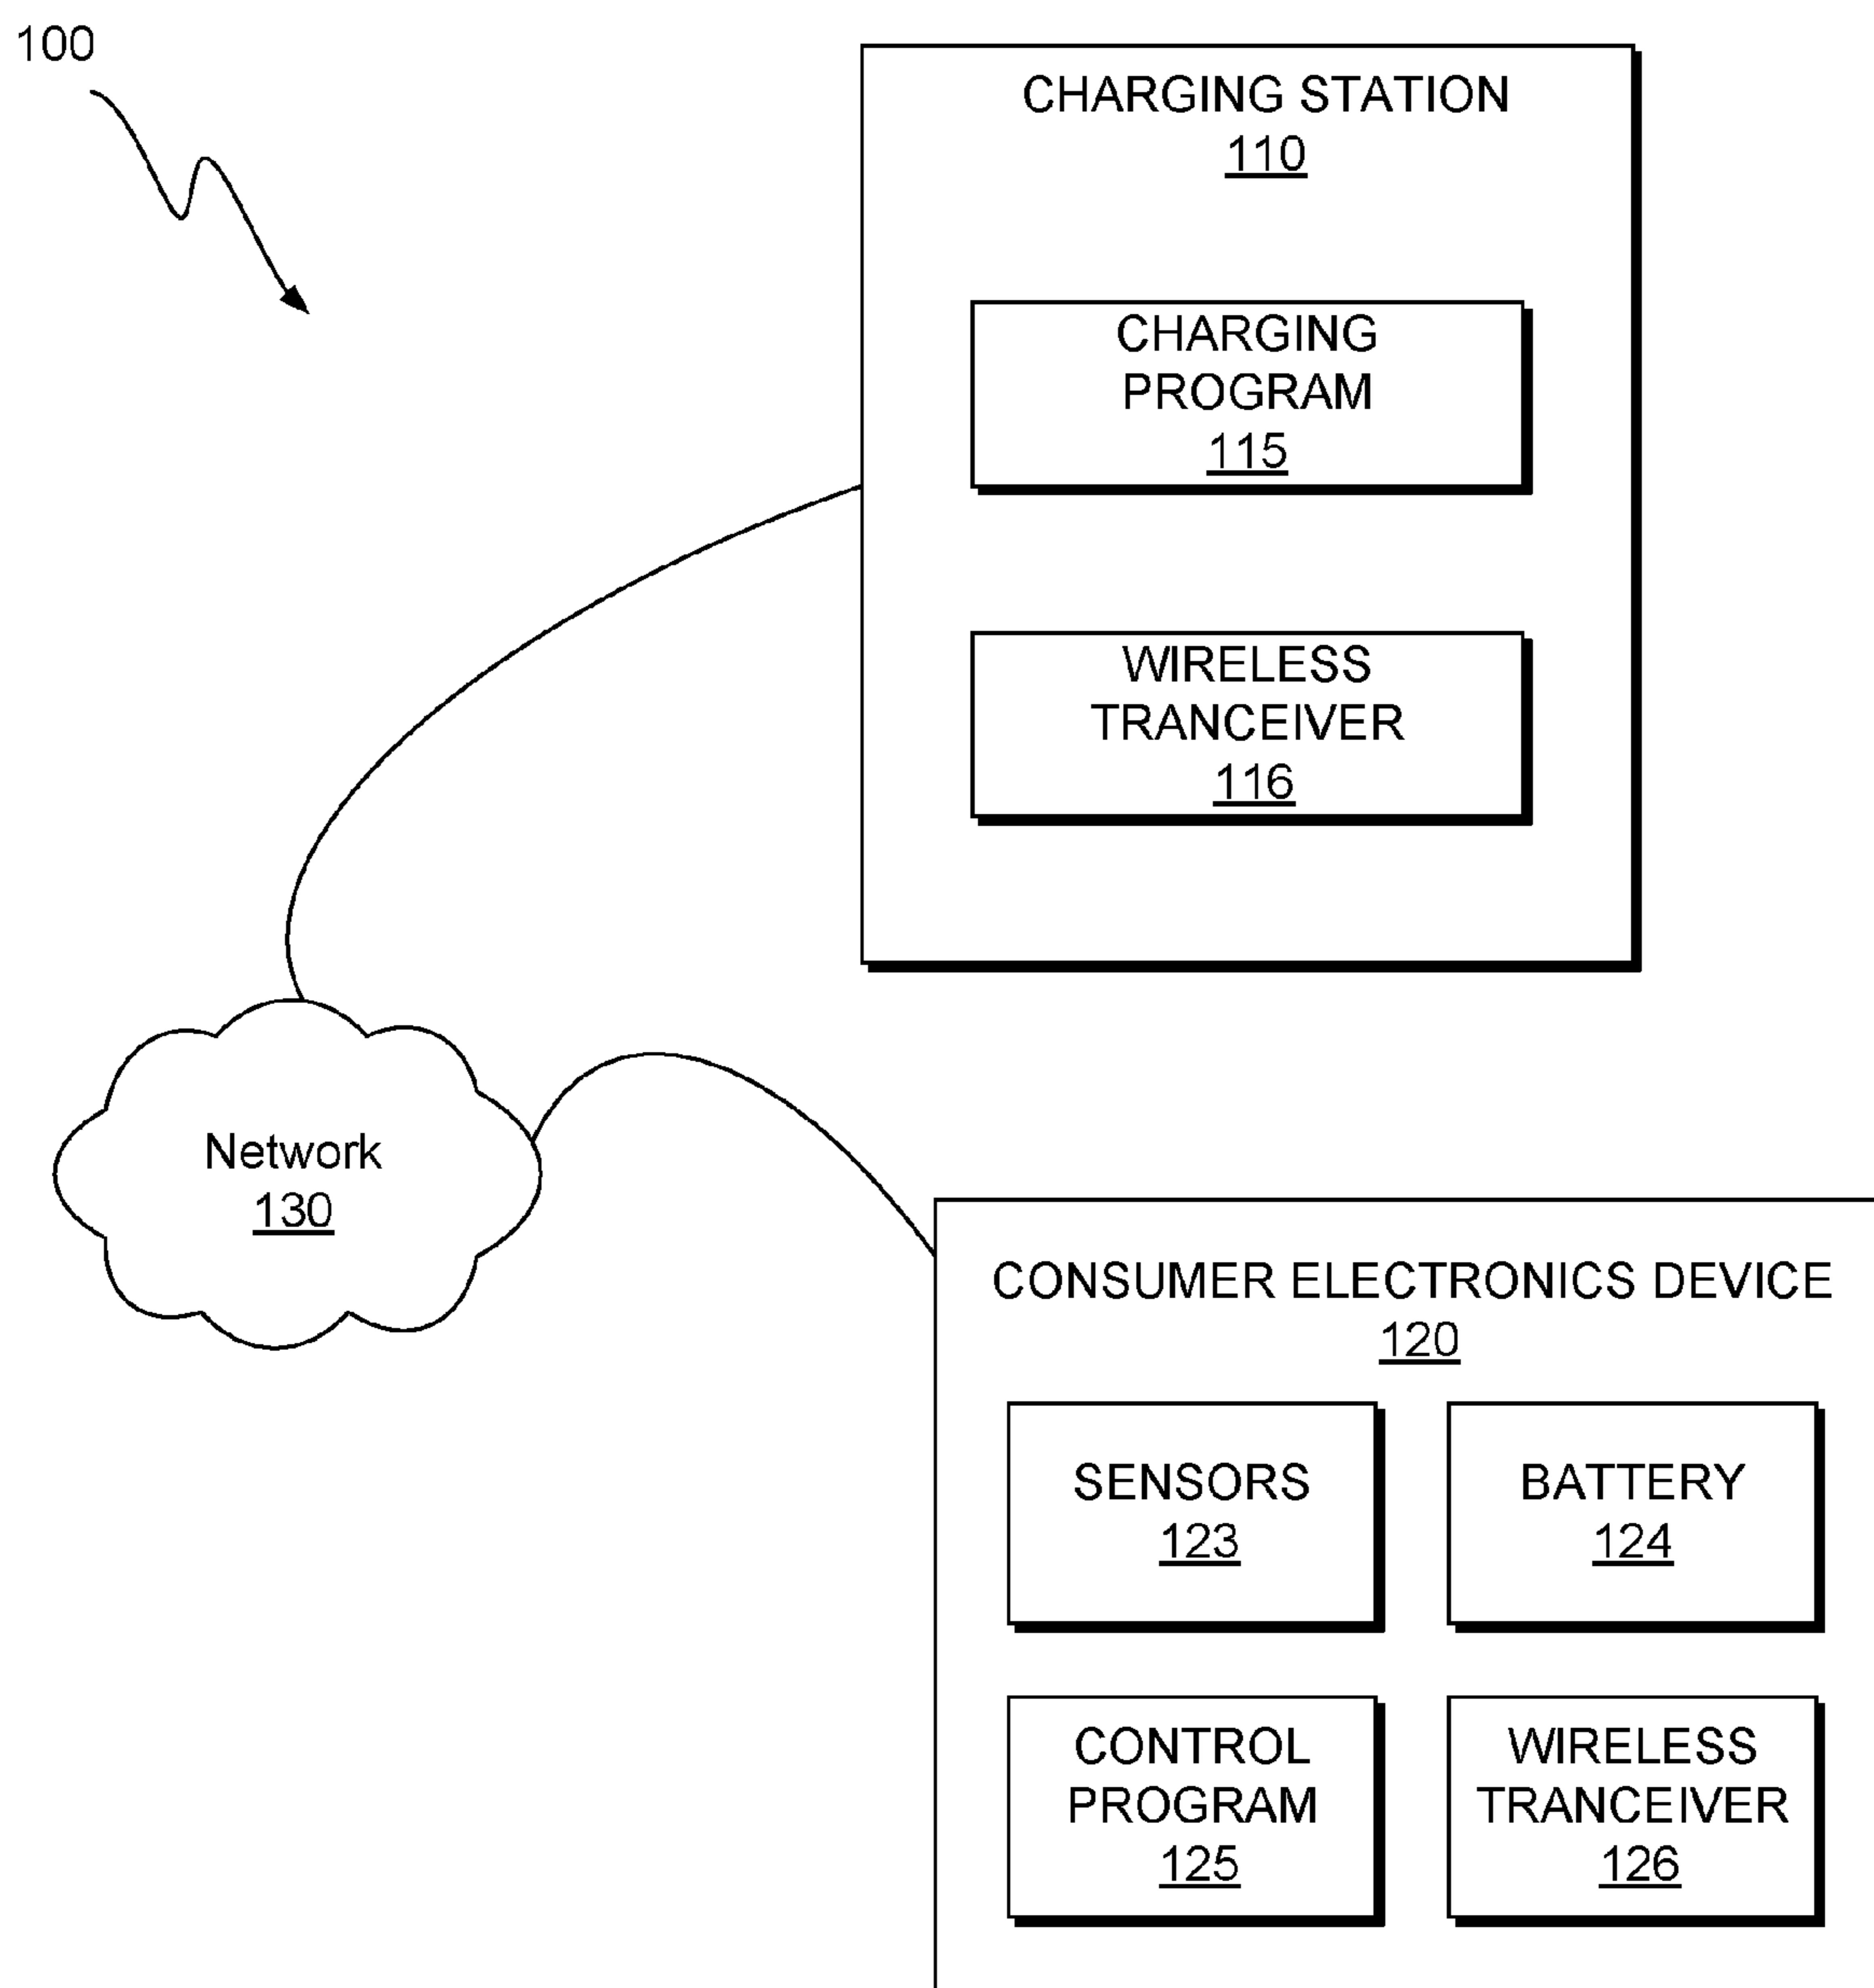 100
CHARGING STATION
110
CHARGING
PROGRAM
115
WIRELESS
TRANCEIVER
116
Network
130
CONSUMER ELECTRONICS DEVICE
120
SENSORS
123
BATTERY
124
CONTROL
PROGRAM
125
WIRELESS
TRANCEIVER
126